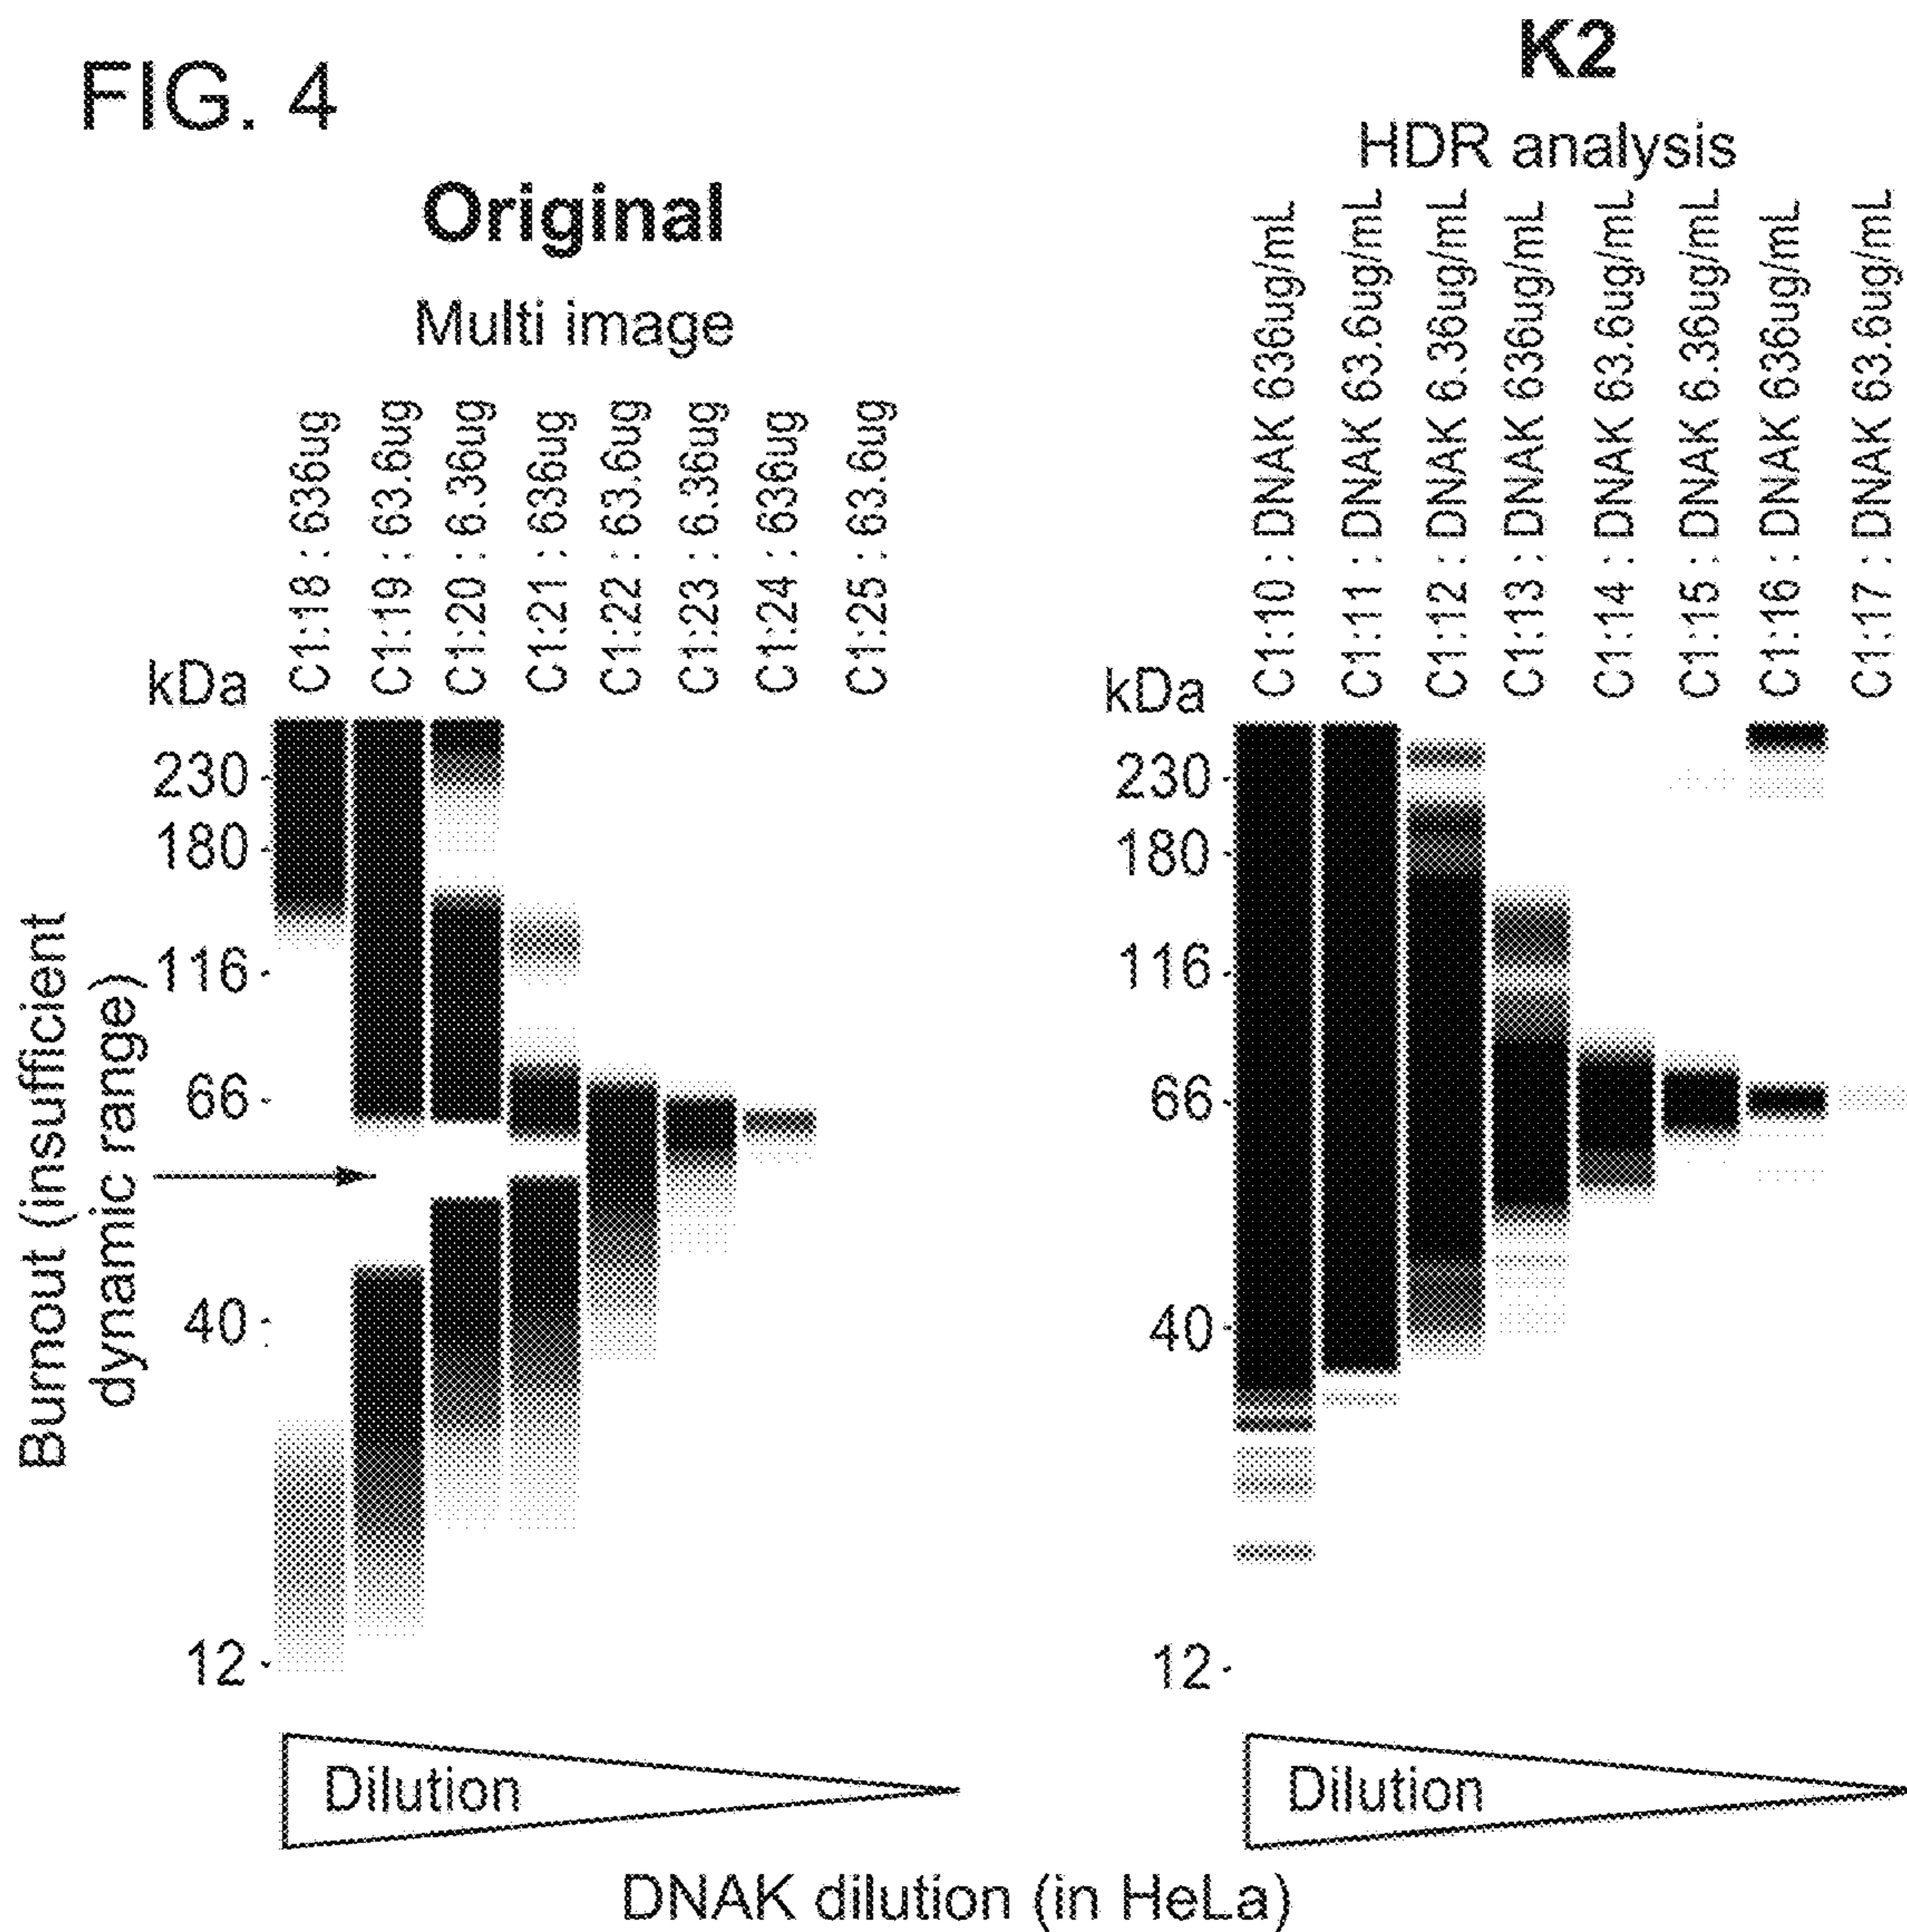 FIG. 4
Original
Multi image
C1:18 : 636ug
C1:19 : 63.6ug
C1:20 : 6.36ug
C1:21 : 636ug
C1:22 : 63.6ug
C1:23 : 6.36ug
C1:24 : 636ug
C1:25 : 63.6ug
kDa
230
180
116
66
40
12
Burnout (insufficient
dynamic range)
Dilution
K2
HDR analysis
C1:10 : DNAK 636ug/mL
C1:11 : DNAK 63.6ug/mL
C1:12 : DNAK 6.36ug/mL
C1:13 : DNAK 636ug/mL
C1:14 : DNAK 63.6ug/mL
C1:15 : DNAK 6.36ug/mL
C1:16 : DNAK 636ug/mL
C1:17 : DNAK 63.6ug/mL
kDa
230
180
116
66
40
12
Dilution
DNAK dilution (in HeLa)